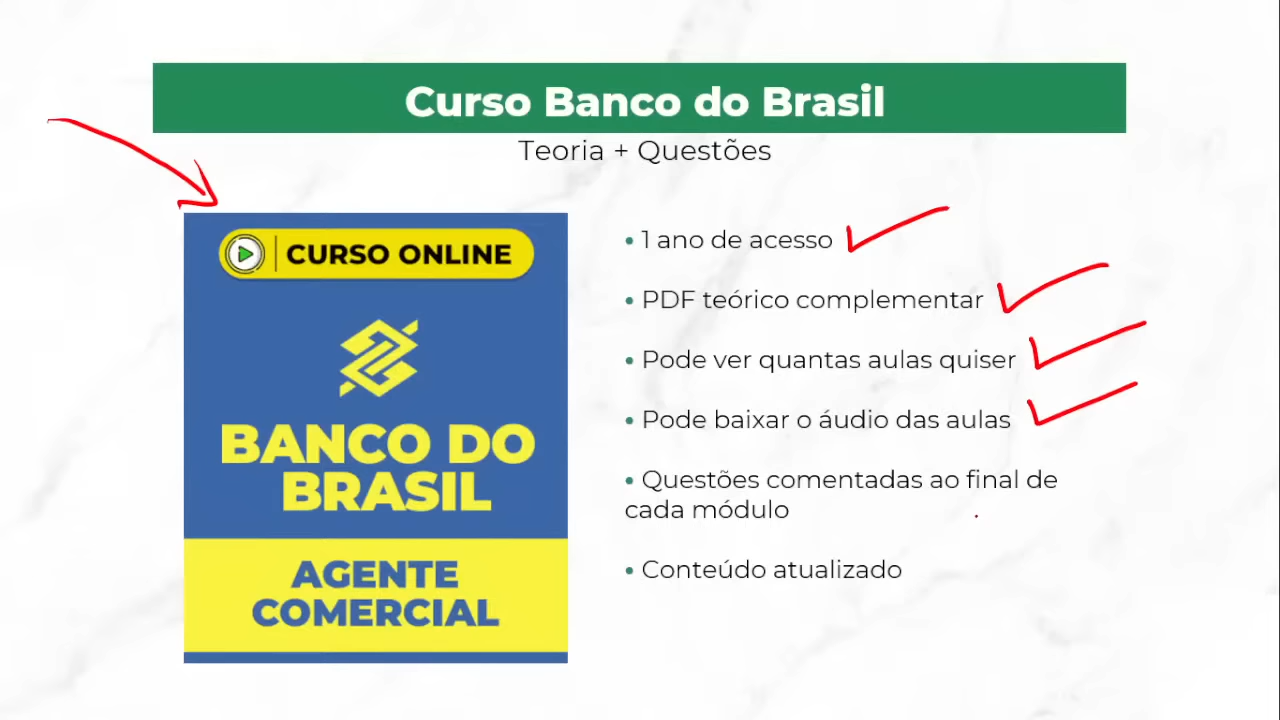 Curso Banco do Brasil
Teoria + Questões
CURSO ONLINE
BANCO DO
BRASIL
AGENTE
COMERCIAL
• 1 ano de acesso
• PDF teórico complementar
• Pode ver quantas aulas quiser
• Pode baixar o áudio das aulas
• Questões comentadas ao final de
cada módulo
• Conteúdo atualizado